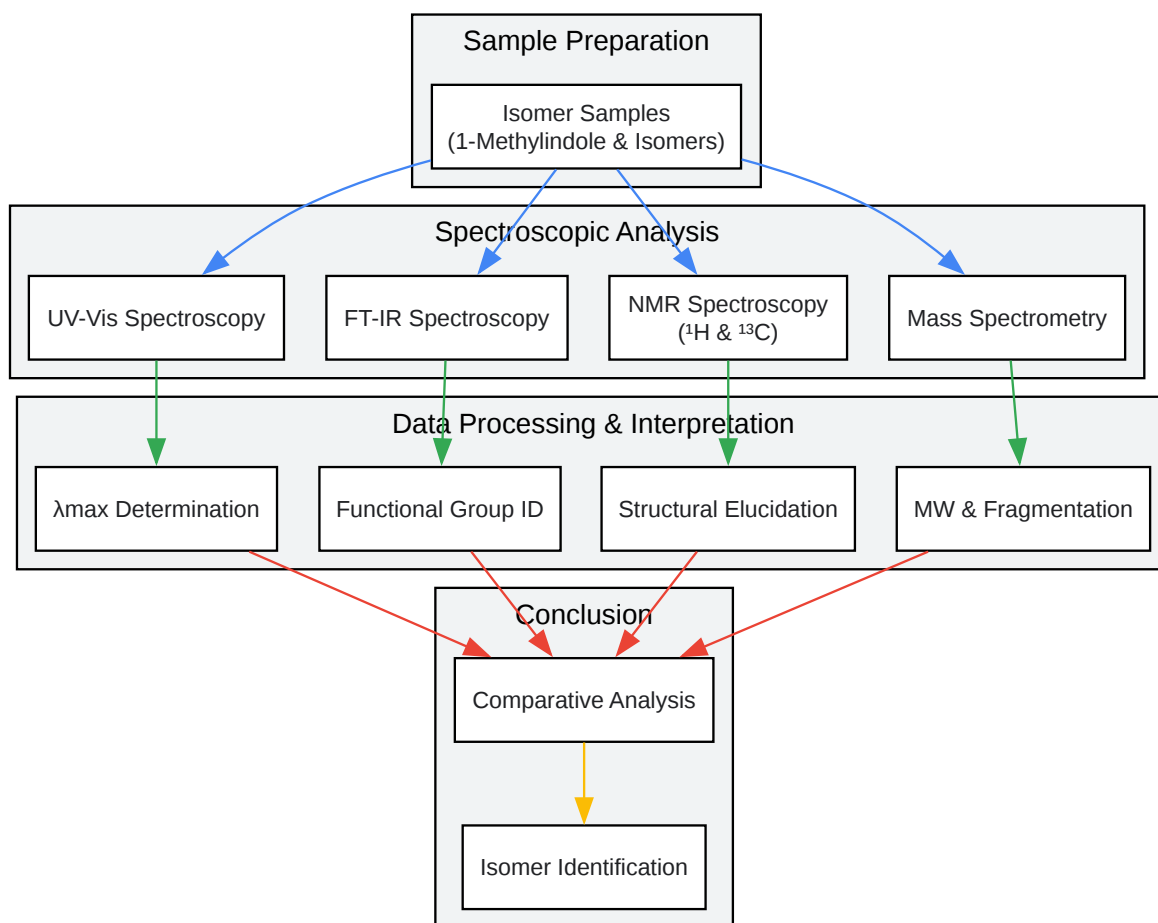 Sample Preparation
Isomer Samples
(1-Methylindole & Isomers)
Spectroscopic Analysis
UV-Vis Spectroscopy
FT-IR Spectroscopy
NMR Spectroscopy
(¹H & ¹³C)
Mass Spectrometry
Data Processing & Interpretation
λmax Determination
Functional Group ID
Structural Elucidation
MW & Fragmentation
Conclusion
Comparative Analysis
Isomer Identification